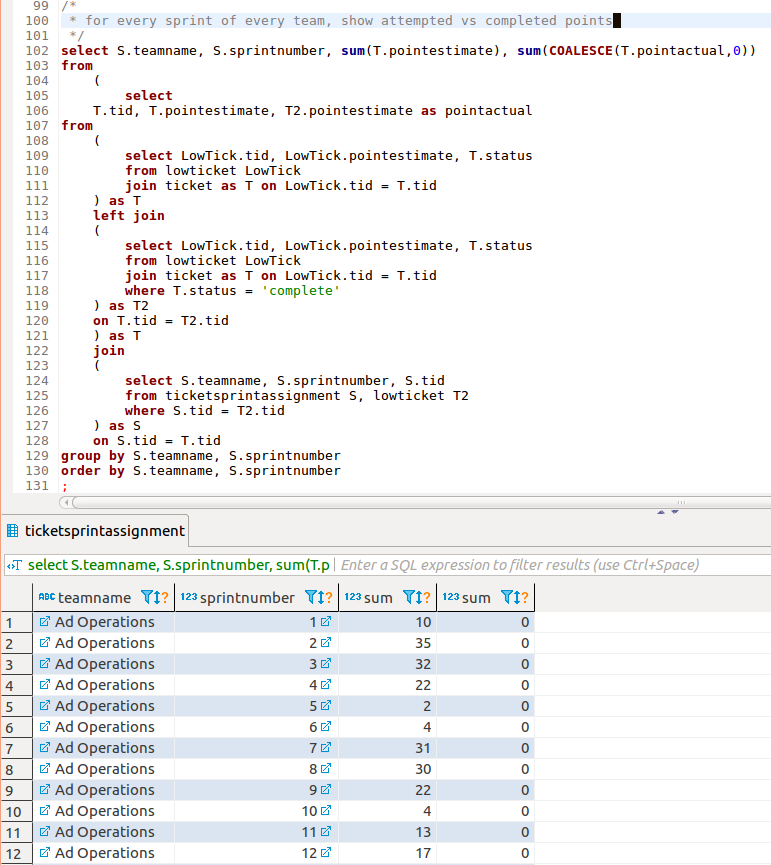 99 /*
100 * for every sprint of every team, show attempted vs completed points
101 */
102 select S.teamname, S.sprintnumber, sum(T.pointestimate), sum(COALESCE(T.pointactual,0))
103 from
104 (
105 select
106 T.tid, T.pointestimate, T2.pointestimate as pointactual
107 from
108 (
109 select LowTick.tid, LowTick.pointestimate, T.status
110 from lowticket LowTick
111 join ticket as T on LowTick.tid = T.tid
112 ) as T
113 left join
114 (
115 select LowTick.tid, LowTick.pointestimate, T.status
116 from lowticket LowTick
117 join ticket as T on LowTick.tid = T.tid
118 where T.status = 'complete'
119 ) as T2
120 on T.tid = T2.tid
121 ) as T
122 join
123 (
124 select S.teamname, S.sprintnumber, S.tid
125 from ticketsprintassignment S, lowticket T2
126 where S.tid = T2.tid
127 ) as S
128 on S.tid = T.tid
129 group by S.teamname, S.sprintnumber
130 order by S.teamname, S.sprintnumber
131 ;
ticketsprintassignment
select S.teamname, S.sprintnumber, sum(T.p Enter a SQL expression to filter results (use Ctrl+Space)
ABC teamname 123 sprintnumber 123 sum 123 sum
1 Ad Operations 1 10 0
2 Ad Operations 2 35 0
3 Ad Operations 3 32 0
4 Ad Operations 4 22 0
5 Ad Operations 5 2 0
6 Ad Operations 6 4 0
7 Ad Operations 7 31 0
8 Ad Operations 8 30 0
9 Ad Operations 9 22 0
10 Ad Operations 10 4 0
11 Ad Operations 11 13 0
12 Ad Operations 12 17 0